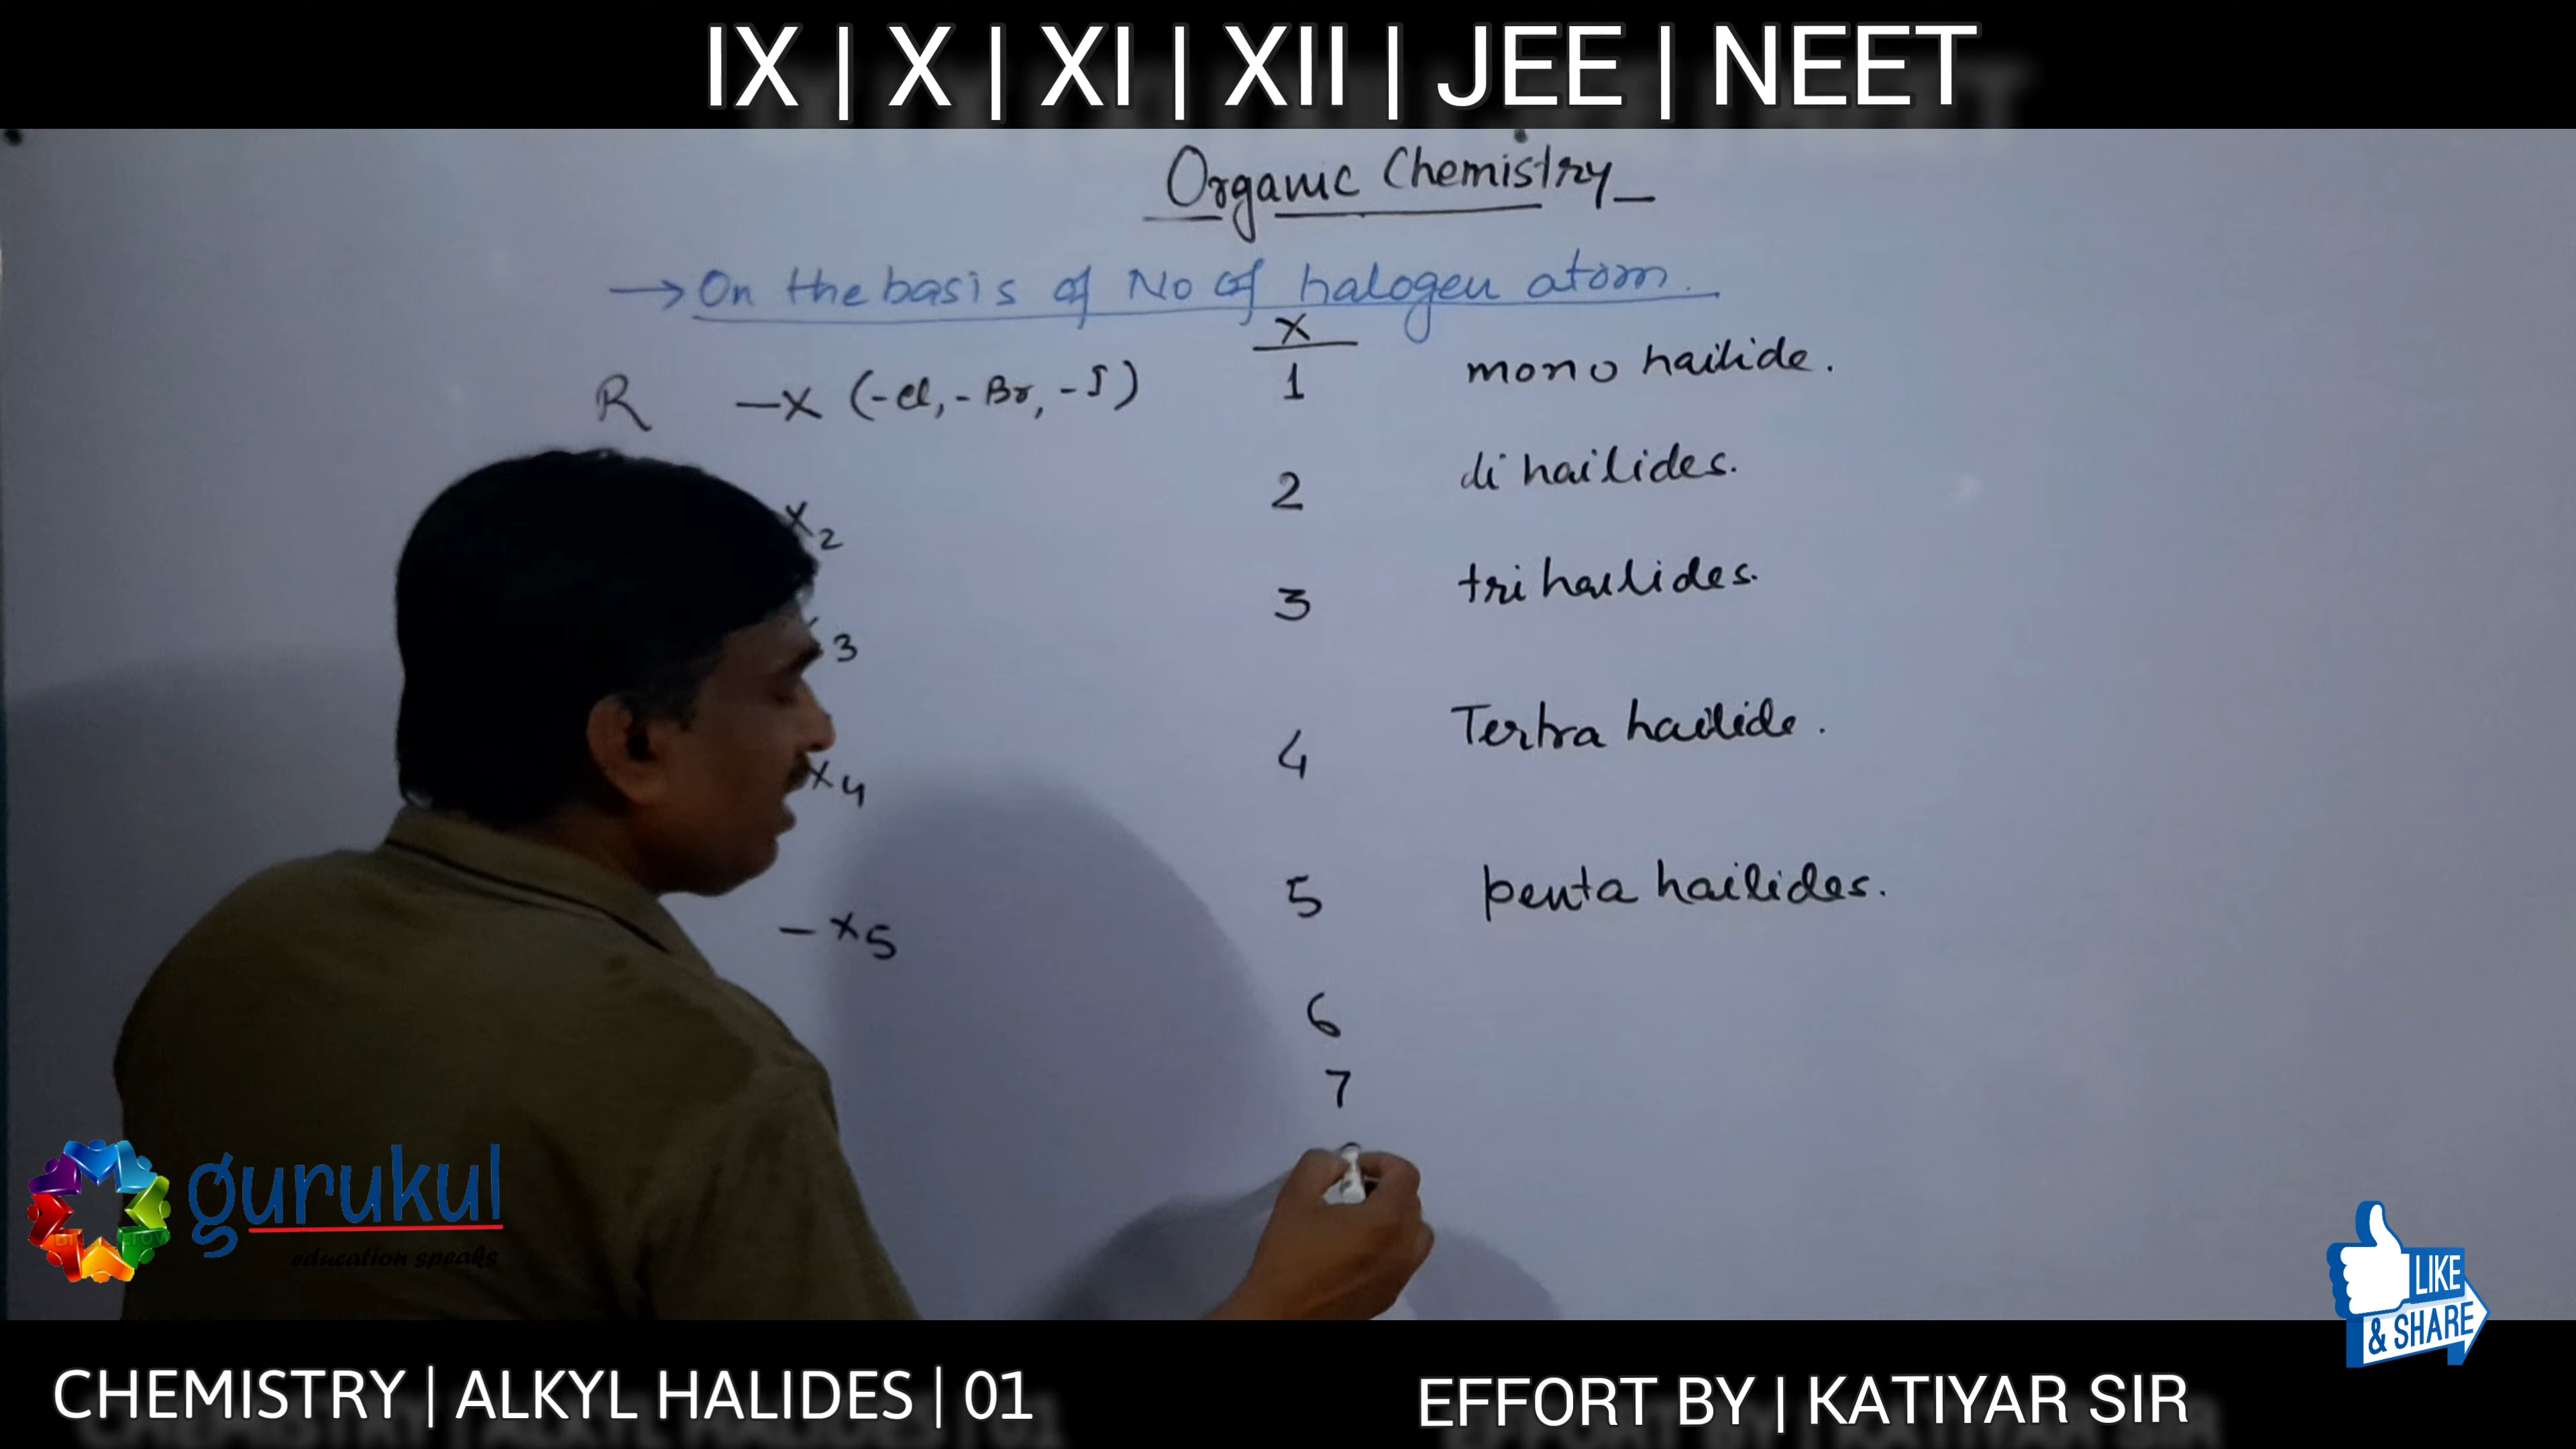 IX | X | XI | XII | JEE | NEET
Organic Chemistry
→ On the basis of No of halogen atom.
X
R -X (-Cl, -Br, -I) 1 mono hailide.
X2 2 di hailides.
3 3 tri hailides.
X4 4 Tertra hailide.
- X5 5 penta hailides.
6
7
gurukul
education speaks
LIKE
& SHARE
CHEMISTRY | ALKYL HALIDES | 01
EFFORT BY | KATIYAR SIR